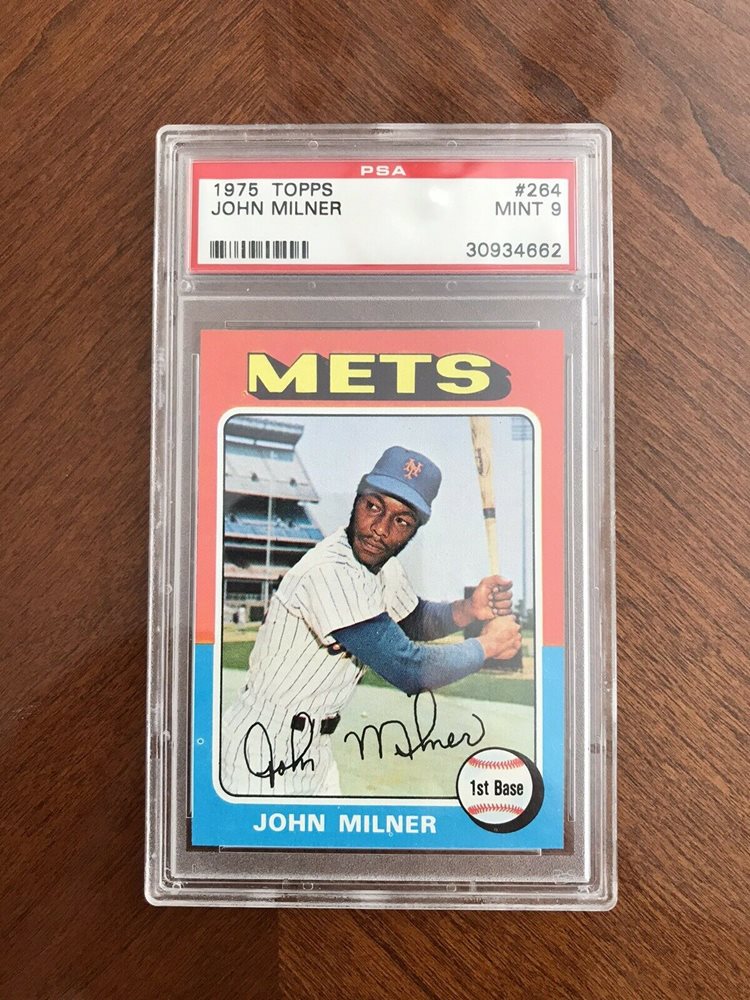 PSA
1975 TOPPS #264
JOHN MILNER MINT 9
30934662
METS
NY
John Milner
1st Base
JOHN MILNER